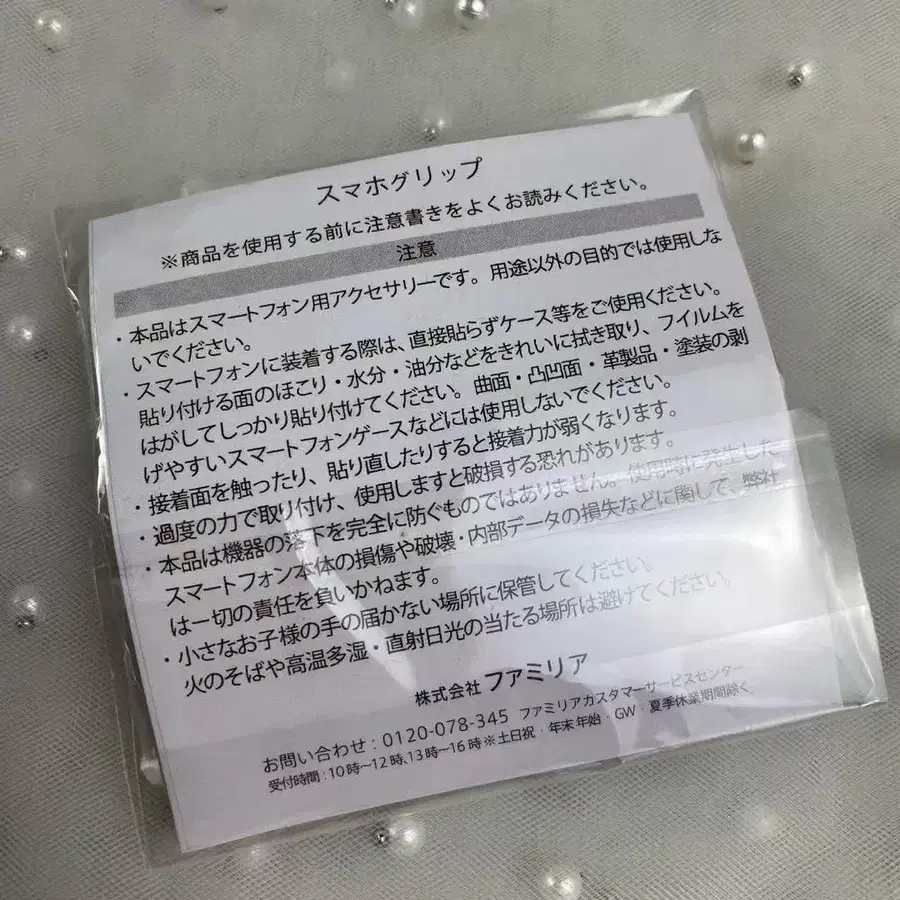 スマホグリップ
※商品を使用する前に注意書きをよくお読みください。
注意
・本品はスマートフォン用アクセサリーです。用途以外の目的では使用しな
いでください。
・スマートフォンに装着する際は、直接貼らずケース等をご使用ください。
貼り付ける面のほこり・水分・油分などをきれいに拭き取り、フイルムを
はがしてしっかり貼り付けてください。曲面・凸凹面・革製品・塗装の剥
げやすいスマートフォンケースなどには使用しないでください。
・接着面を触ったり、貼り直したりすると接着力が弱くなります。
・過度の力で取り付け、使用しますと破損する恐れがあります。
・本品は機器の落下を完全に防ぐものではありません。使用時に発生した
スマートフォン本体の損傷や破壊・内部データの損失などに関して、弊社
は一切の責任を負いかねます。
・小さなお子様の手の届かない場所に保管してください。
火のそばや高温多湿・直射日光の当たる場所は避けてください。
株式会社 ファミリア
お問い合わせ：0120-078-345 ファミリアカスタマーサービスセンター
受付時間：10時〜12時、13時〜16時※土日祝・年末年始・GW・夏季休業期間除く。